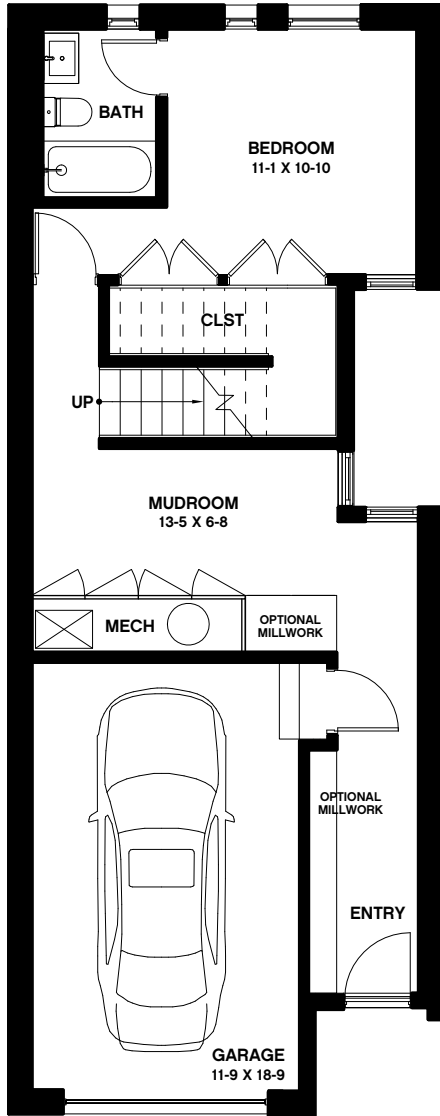 BATH
BEDROOM
11-1 X 10-10
CLST
UP
MUDROOM
13-5 X 6-8
MECH
OPTIONAL
MILLWORK
OPTIONAL
MILLWORK
ENTRY
GARAGE
11-9 X 18-9